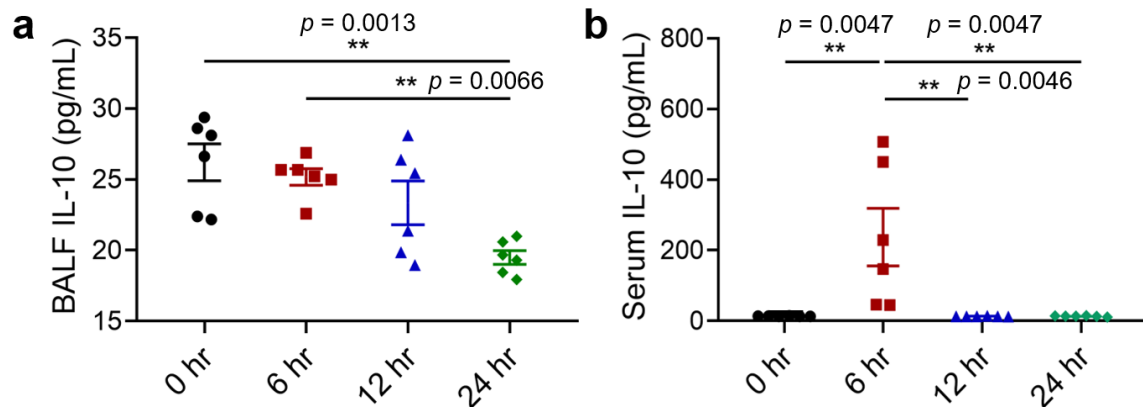 a
p = 0.0013
**
** p = 0.0066
BALF IL-10 (pg/mL)
35
30
25
20
15
0 hr
6 hr
12 hr
24 hr
b
p = 0.0047
p = 0.0047
**
**
** p = 0.0046
Serum IL-10 (pg/mL)
800
600
400
200
0
0 hr
6 hr
12 hr
24 hr